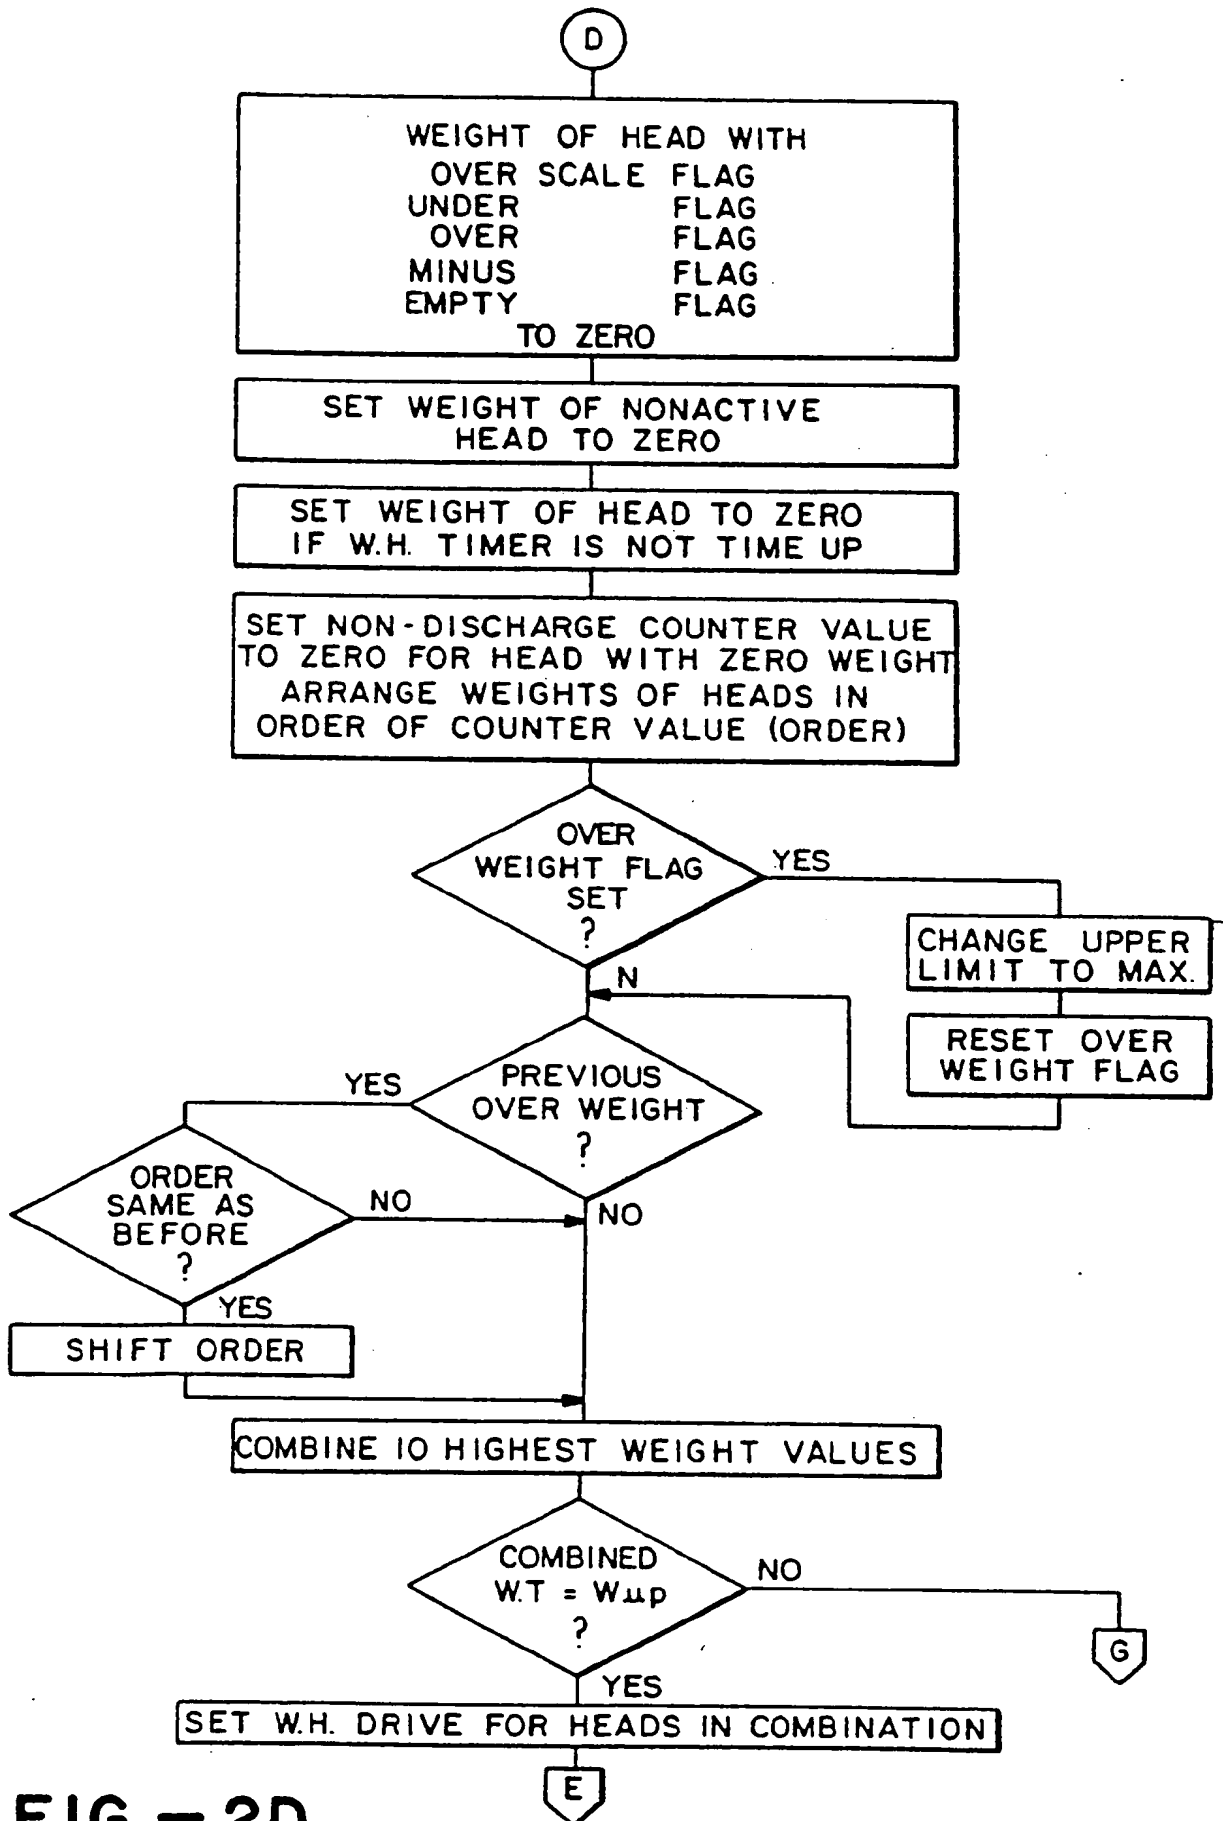 D
WEIGHT OF HEAD WITH
OVER SCALE FLAG
UNDER FLAG
OVER FLAG
MINUS FLAG
EMPTY FLAG
TO ZERO
SET WEIGHT OF NONACTIVE
HEAD TO ZERO
SET WEIGHT OF HEAD TO ZERO
IF W.H. TIMER IS NOT TIME UP
SET NON-DISCHARGE COUNTER VALUE
TO ZERO FOR HEAD WITH ZERO WEIGHT
ARRANGE WEIGHTS OF HEADS IN
ORDER OF COUNTER VALUE (ORDER)
OVER
WEIGHT FLAG
SET
?
YES
CHANGE UPPER
LIMIT TO MAX.
RESET OVER
WEIGHT FLAG
N
PREVIOUS
OVER WEIGHT
?
YES
NO
ORDER
SAME AS
BEFORE
?
NO
YES
SHIFT ORDER
COMBINE 10 HIGHEST WEIGHT VALUES
COMBINED
W.T = Wμp
?
NO
G
YES
SET W.H. DRIVE FOR HEADS IN COMBINATION
E
FIG - 2D